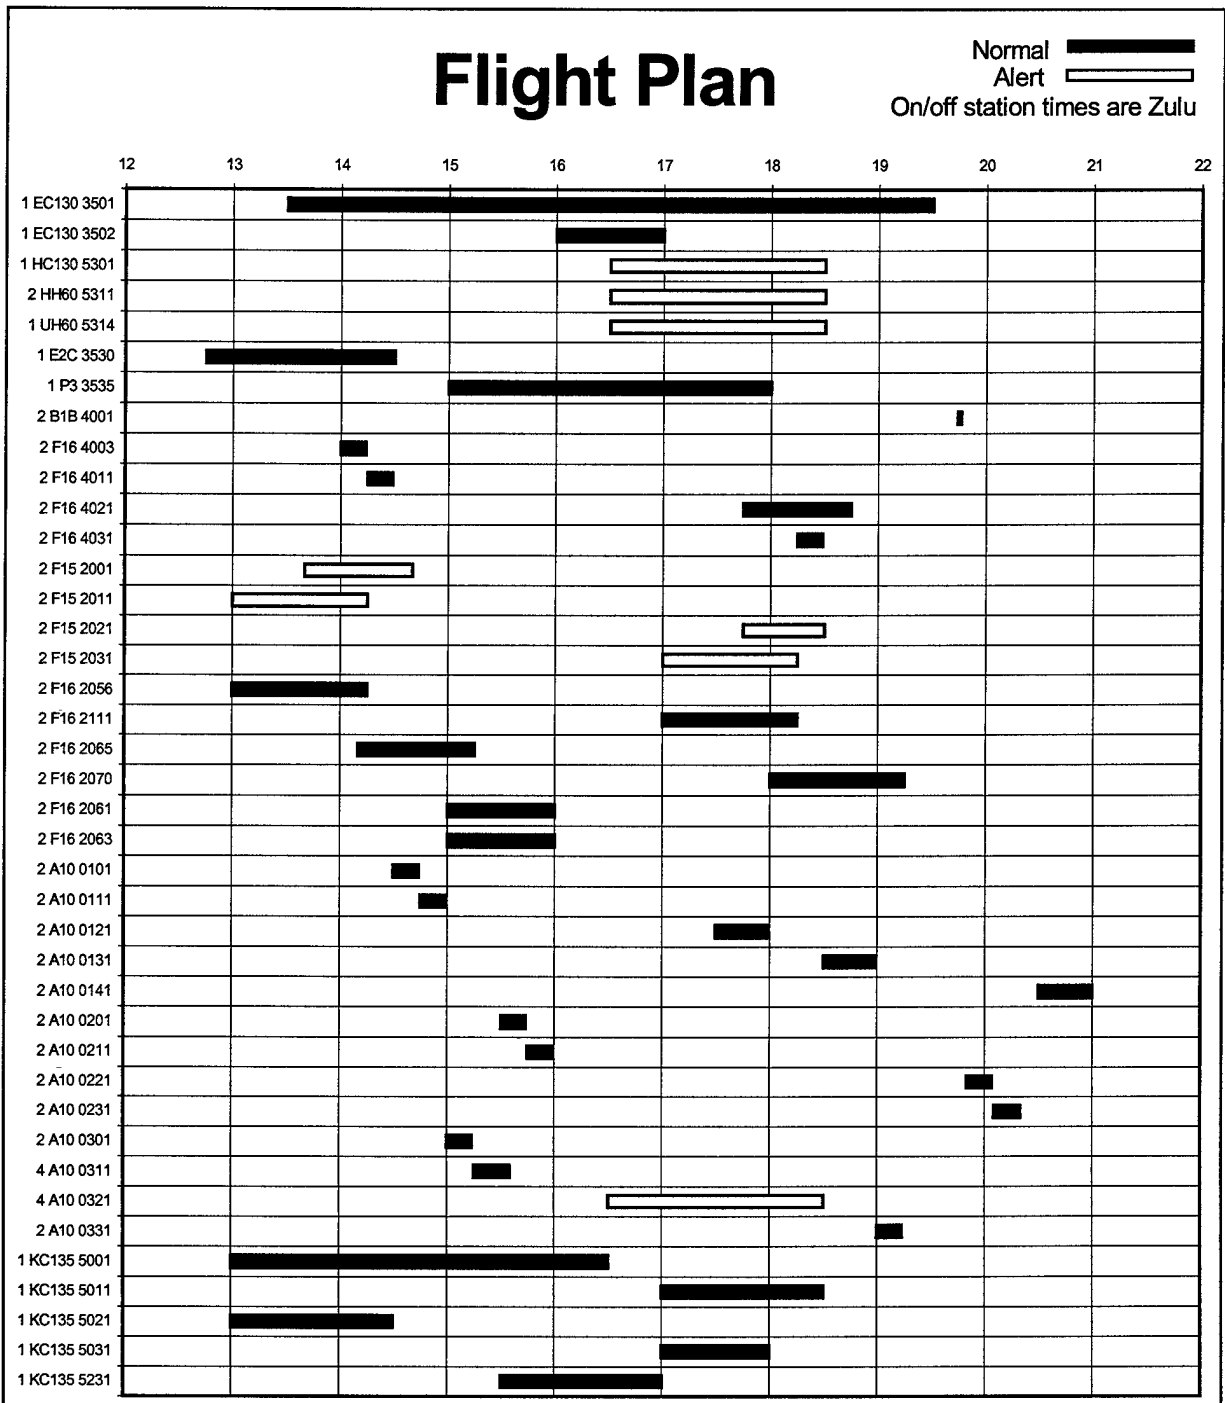 Flight Plan
Normal
Alert
On/off station times are Zulu
12 13 14 15 16 17 18 19 20 21 22
1 EC130 3501
1 EC130 3502
1 HC130 5301
2 HH60 5311
1 UH60 5314
1 E2C 3530
1 P3 3535
2 B1B 4001
2 F16 4003
2 F16 4011
2 F16 4021
2 F16 4031
2 F15 2001
2 F15 2011
2 F15 2021
2 F15 2031
2 F16 2056
2 F16 2111
2 F16 2065
2 F16 2070
2 F16 2061
2 F16 2063
2 A10 0101
2 A10 0111
2 A10 0121
2 A10 0131
2 A10 0141
2 A10 0201
2 A10 0211
2 A10 0221
2 A10 0231
2 A10 0301
4 A10 0311
4 A10 0321
2 A10 0331
1 KC135 5001
1 KC135 5011
1 KC135 5021
1 KC135 5031
1 KC135 5231